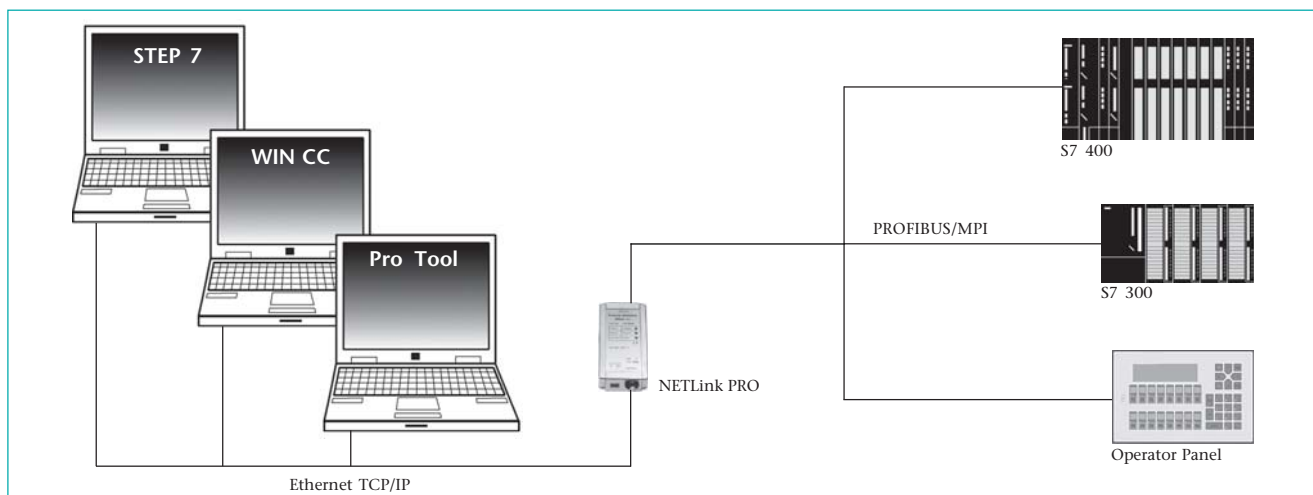 STEP 7
WIN CC
Pro Tool
S7 400
PROFIBUS/MPI
S7 300
NETLink PRO
Operator Panel
Ethernet TCP/IP